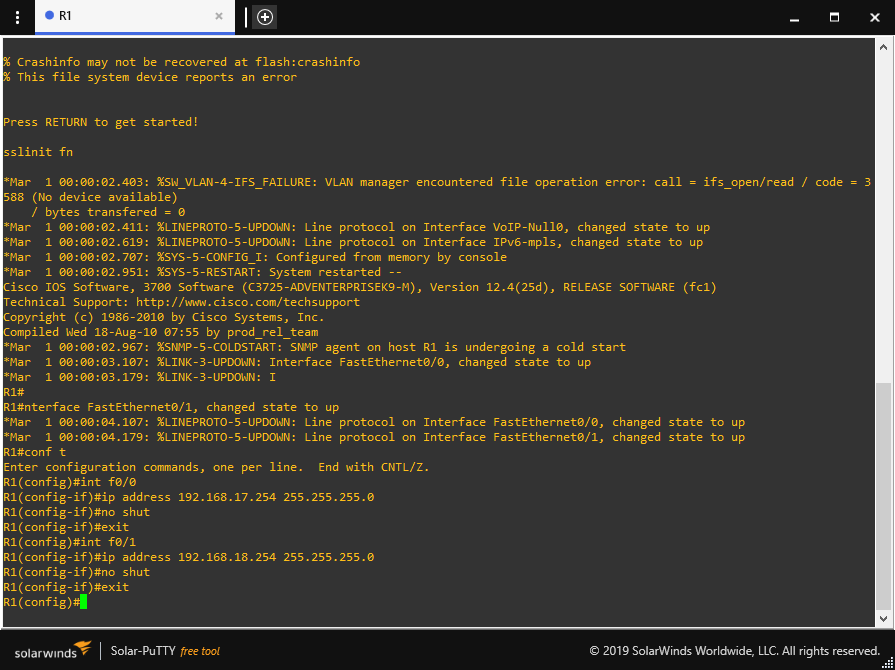 R1
% Crashinfo may not be recovered at flash:crashinfo
% This file system device reports an error
Press RETURN to get started!
sslinit fn
*Mar  1 00:00:02.403: %SW_VLAN-4-IFS_FAILURE: VLAN manager encountered file operation error: call = ifs_open/read / code = 3
588 (No device available)
    / bytes transfered = 0
*Mar  1 00:00:02.411: %LINEPROTO-5-UPDOWN: Line protocol on Interface VoIP-Null0, changed state to up
*Mar  1 00:00:02.619: %LINEPROTO-5-UPDOWN: Line protocol on Interface IPv6-mpls, changed state to up
*Mar  1 00:00:02.707: %SYS-5-CONFIG_I: Configured from memory by console
*Mar  1 00:00:02.951: %SYS-5-RESTART: System restarted --
Cisco IOS Software, 3700 Software (C3725-ADVENTERPRISEK9-M), Version 12.4(25d), RELEASE SOFTWARE (fc1)
Technical Support: http://www.cisco.com/techsupport
Copyright (c) 1986-2010 by Cisco Systems, Inc.
Compiled Wed 18-Aug-10 07:55 by prod_rel_team
*Mar  1 00:00:02.967: %SNMP-5-COLDSTART: SNMP agent on host R1 is undergoing a cold start
*Mar  1 00:00:03.107: %LINK-3-UPDOWN: Interface FastEthernet0/0, changed state to up
*Mar  1 00:00:03.179: %LINK-3-UPDOWN: I
R1#
R1#nterface FastEthernet0/1, changed state to up
*Mar  1 00:00:04.107: %LINEPROTO-5-UPDOWN: Line protocol on Interface FastEthernet0/0, changed state to up
*Mar  1 00:00:04.179: %LINEPROTO-5-UPDOWN: Line protocol on Interface FastEthernet0/1, changed state to up
R1#conf t
Enter configuration commands, one per line.  End with CNTL/Z.
R1(config)#int f0/0
R1(config-if)#ip address 192.168.17.254 255.255.255.0
R1(config-if)#no shut
R1(config-if)#exit
R1(config)#int f0/1
R1(config-if)#ip address 192.168.18.254 255.255.255.0
R1(config-if)#no shut
R1(config-if)#exit
R1(config)#
solarwinds Solar-PuTTY free tool © 2019 SolarWinds Worldwide, LLC. All rights reserved.